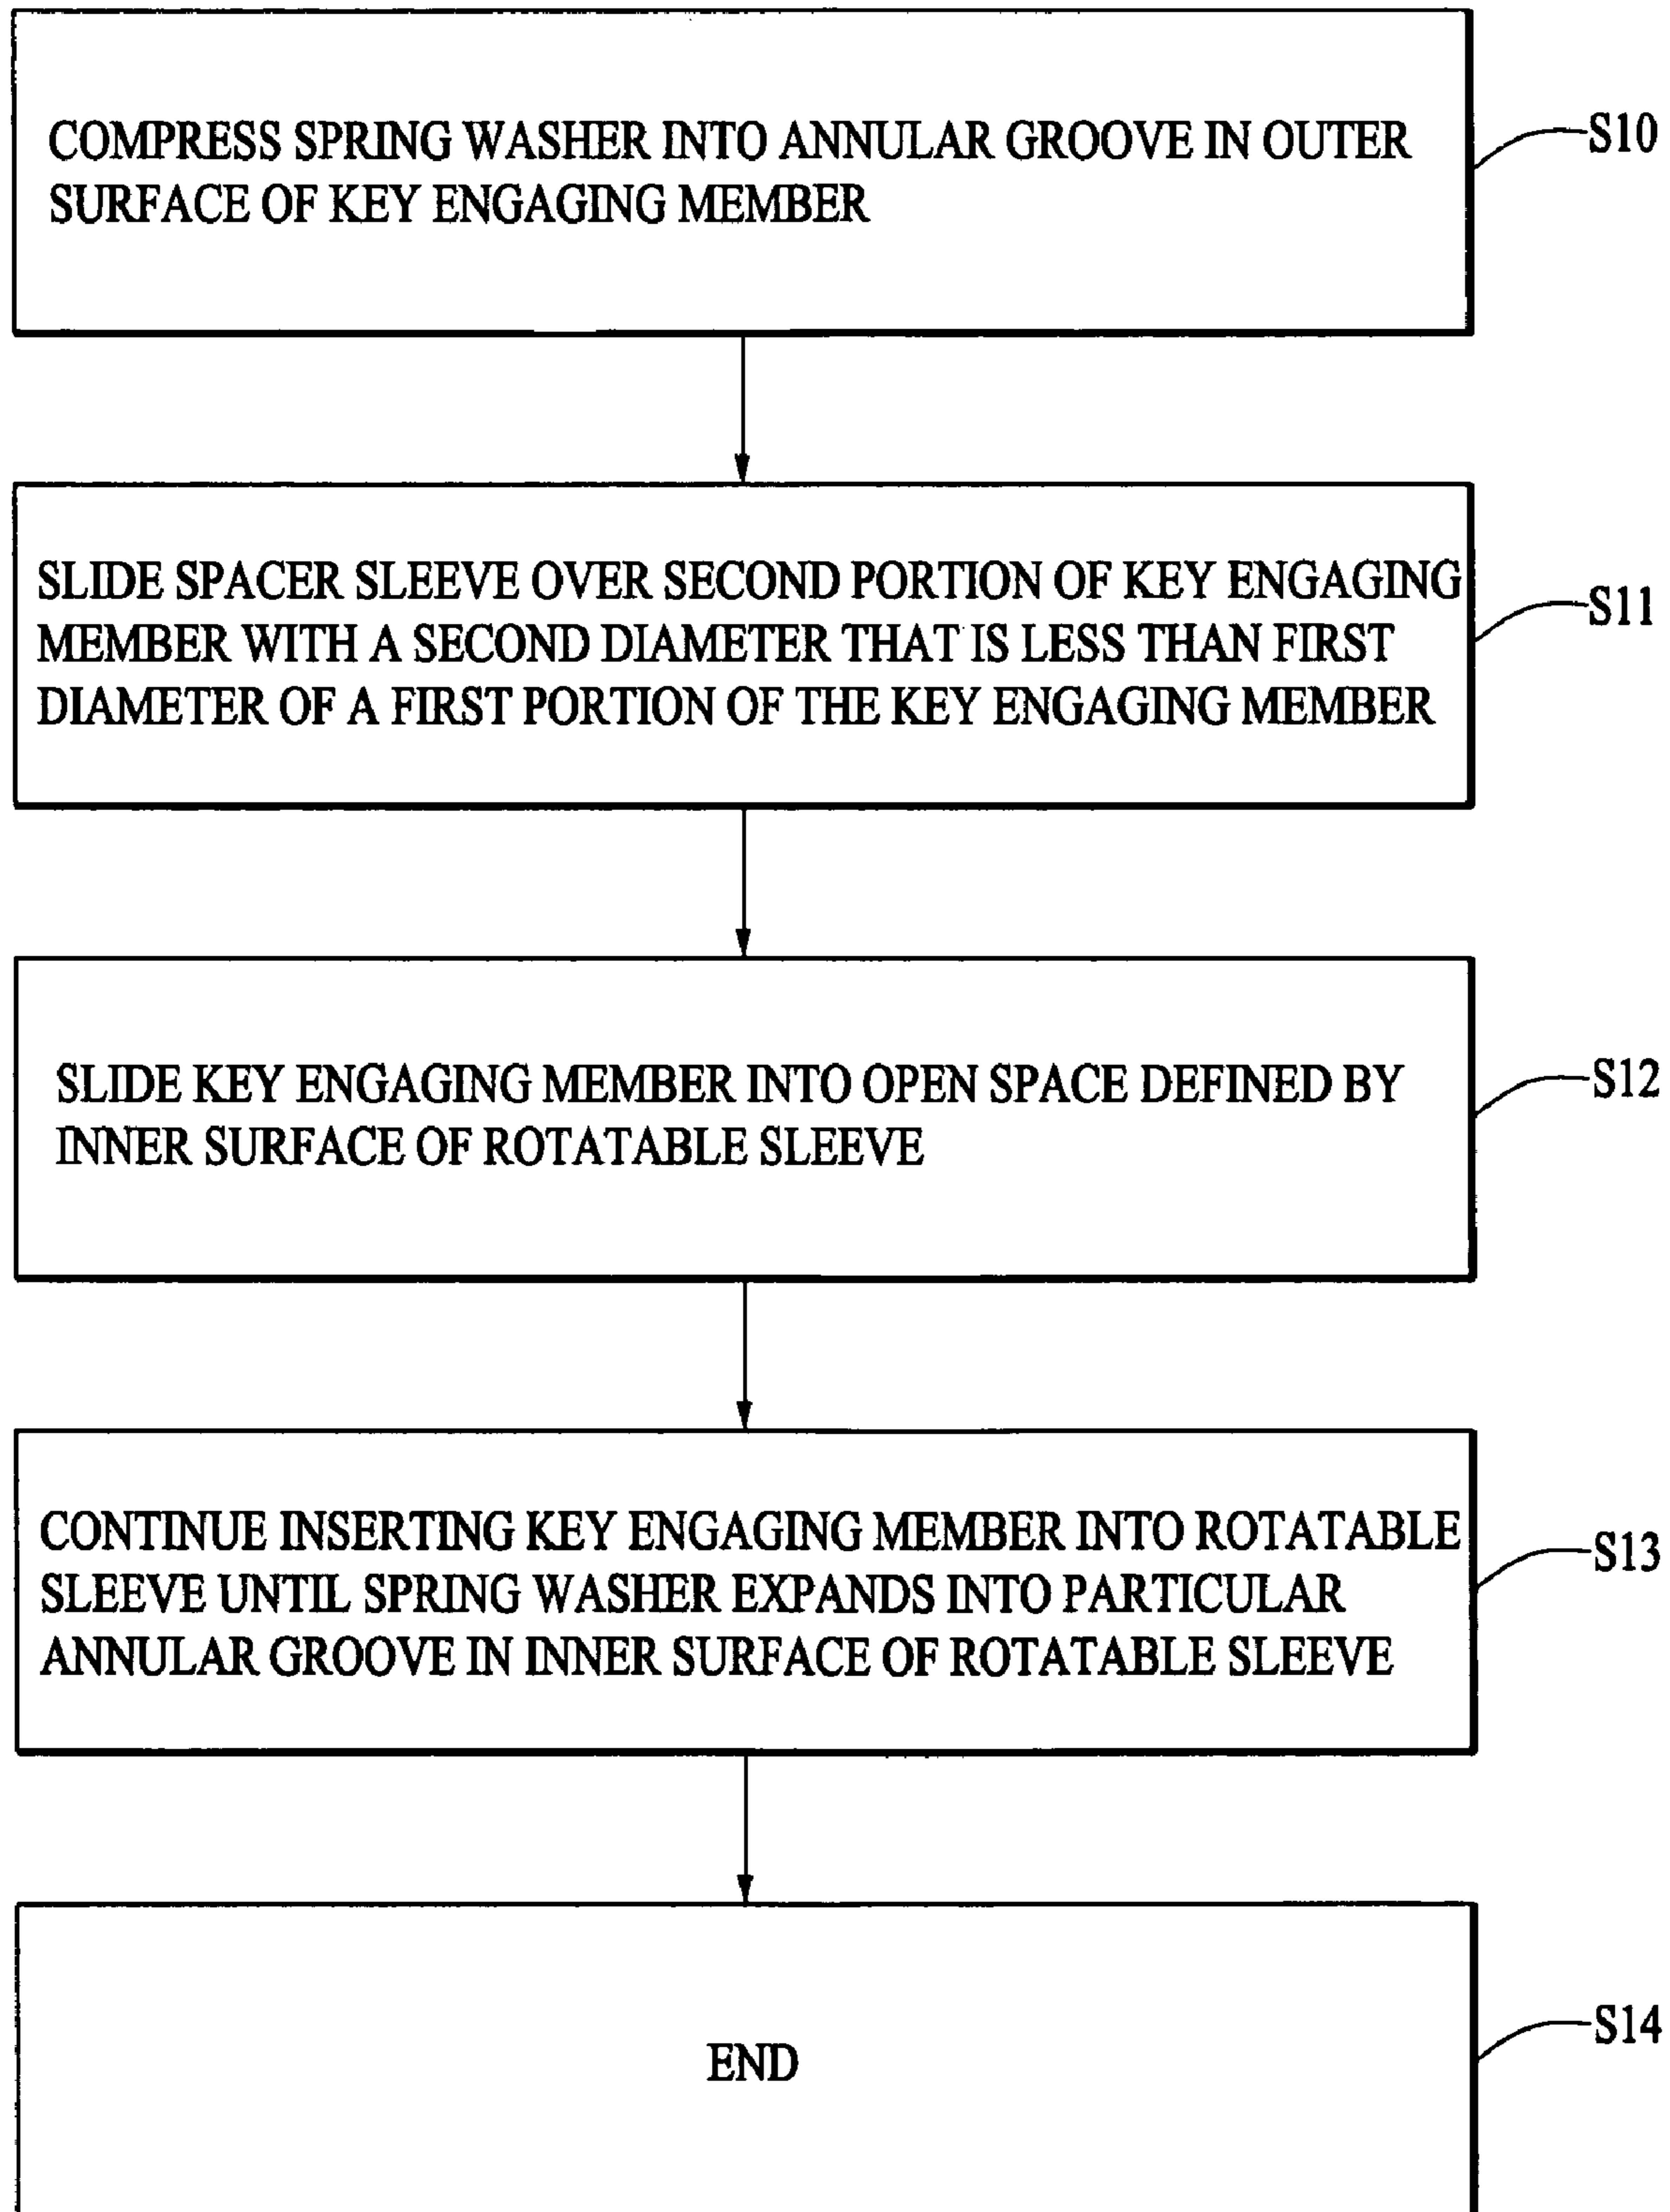 COMPRESS SPRING WASHER INTO ANNULAR GROOVE IN OUTER
SURFACE OF KEY ENGAGING MEMBER
S10
SLIDE SPACER SLEEVE OVER SECOND PORTION OF KEY ENGAGING
MEMBER WITH A SECOND DIAMETER THAT IS LESS THAN FIRST
DIAMETER OF A FIRST PORTION OF THE KEY ENGAGING MEMBER
S11
SLIDE KEY ENGAGING MEMBER INTO OPEN SPACE DEFINED BY
INNER SURFACE OF ROTATABLE SLEEVE
S12
CONTINUE INSERTING KEY ENGAGING MEMBER INTO ROTATABLE
SLEEVE UNTIL SPRING WASHER EXPANDS INTO PARTICULAR
ANNULAR GROOVE IN INNER SURFACE OF ROTATABLE SLEEVE
S13
END
S14